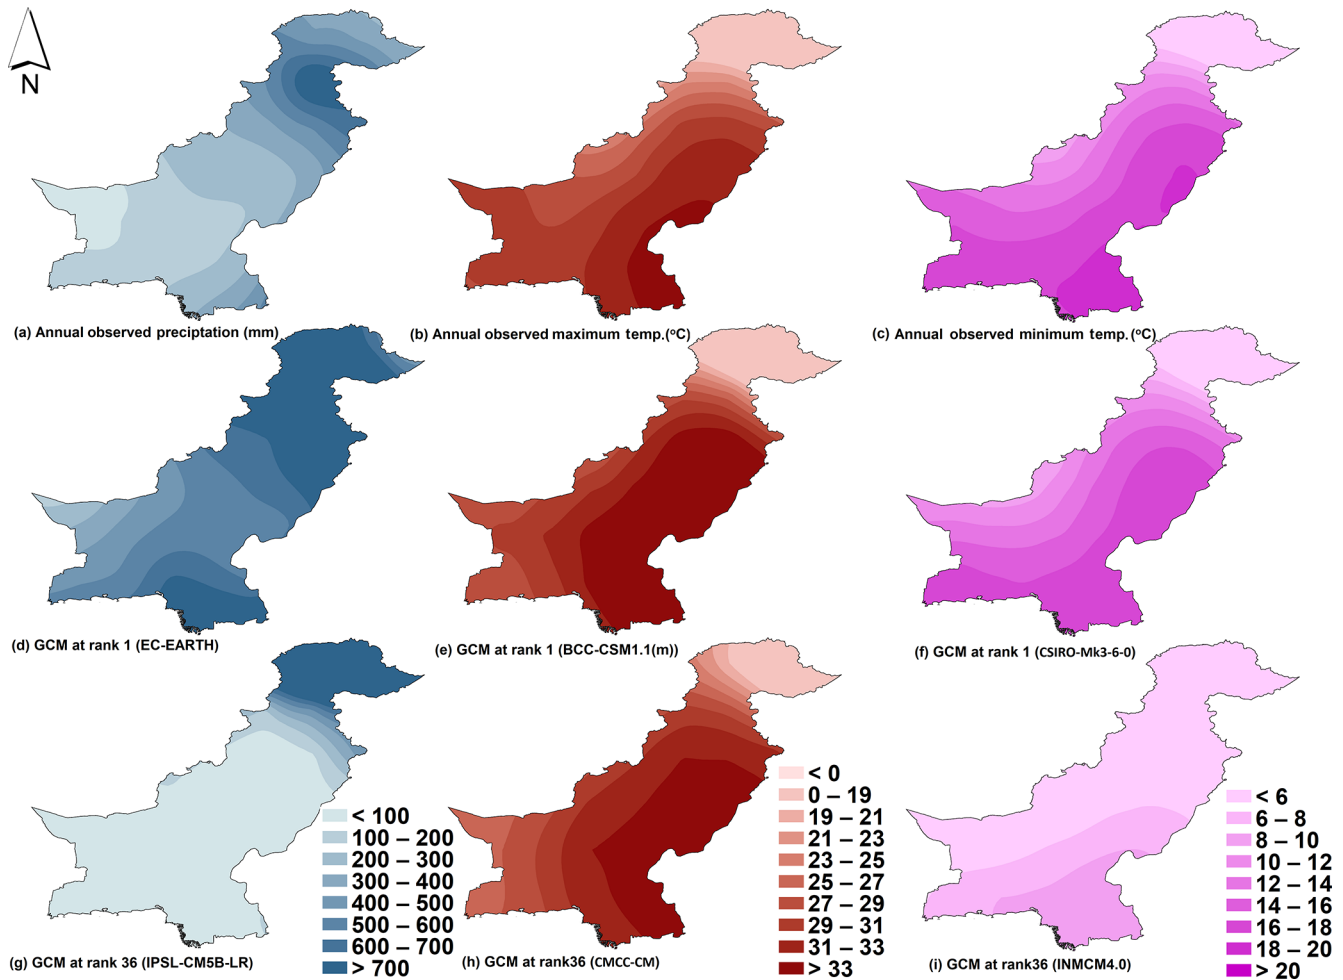 N
(a) Annual observed preciptation (mm)
(b) Annual observed maximum temp.(°C)
(c) Annual observed minimum temp.(°C)
(d) GCM at rank 1 (EC-EARTH)
(e) GCM at rank 1 (BCC-CSM1.1(m))
(f) GCM at rank 1 (CSIRO-Mk3-6-0)
(g) GCM at rank 36 (IPSL-CM5B-LR)
< 100
100 – 200
200 – 300
300 – 400
400 – 500
500 – 600
600 – 700
> 700
(h) GCM at rank36 (CMCC-CM)
< 0
0 – 19
19 – 21
21 – 23
23 – 25
25 – 27
27 – 29
29 – 31
31 – 33
> 33
(i) GCM at rank36 (INMCM4.0)
< 6
6 – 8
8 – 10
10 – 12
12 – 14
14 – 16
16 – 18
18 – 20
> 20